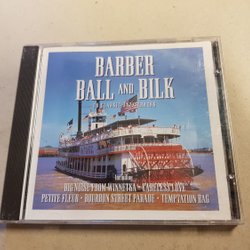 BARBER
BALL AND BILK
BIG NOISE FROM WINNETKA • CARELESS LOVE
PETITE FLEUR • BOURBON STREET PARADE • TEMPTATION RAG